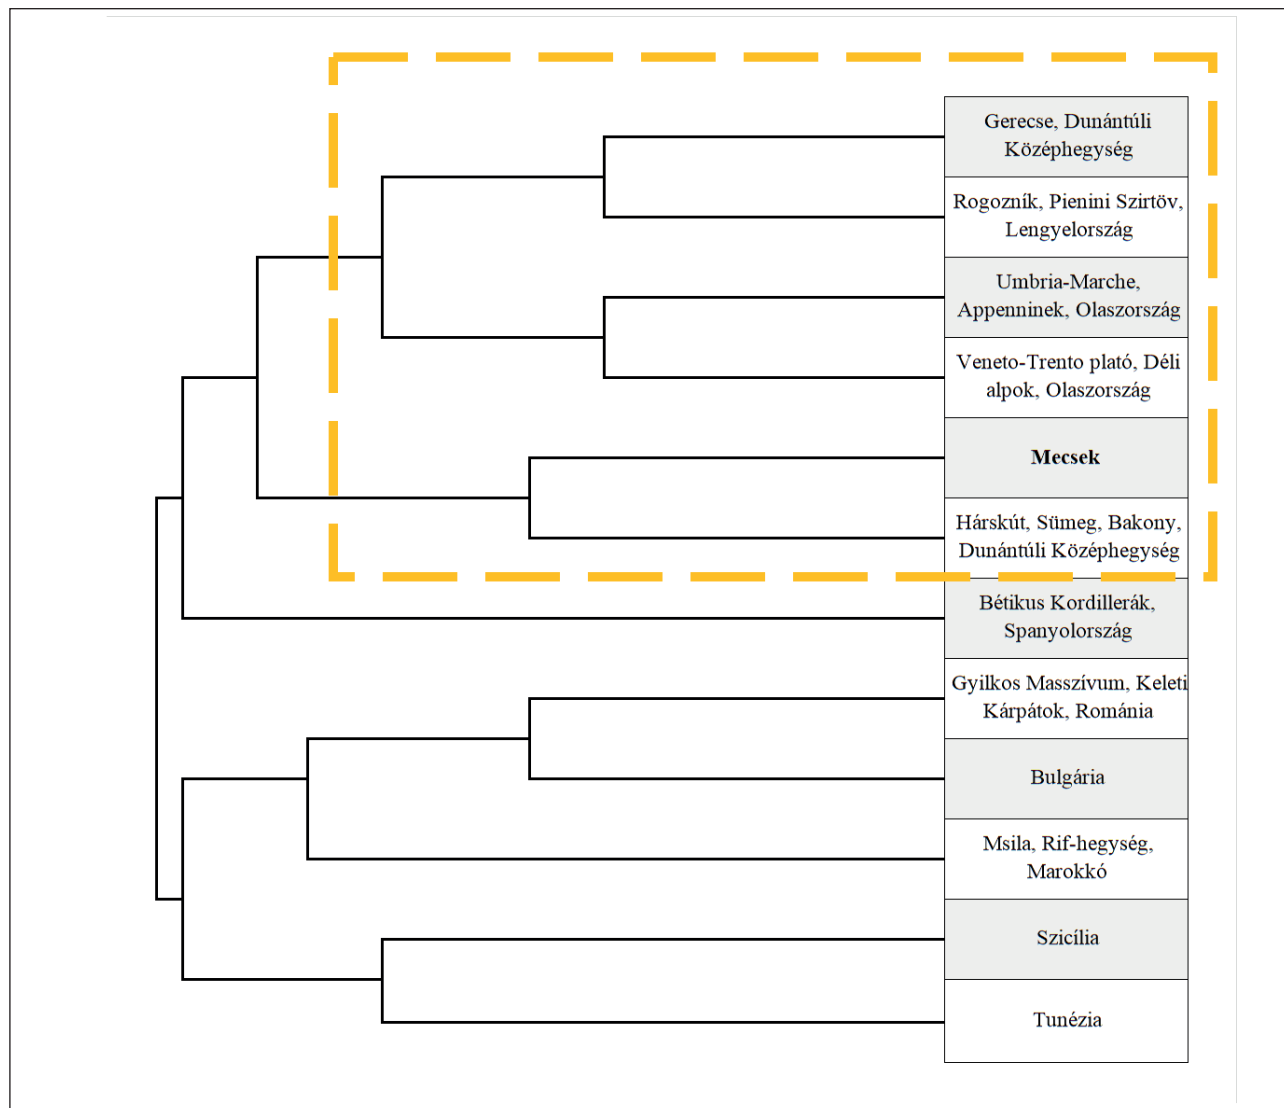 Gerecse, Dunántúli
Középhegység
Rogozník, Pienini Szirtöv,
Lengyelország
Umbria-Marche,
Appenninek, Olaszország
Veneto-Trento plató, Déli
alpok, Olaszország
Mecsek
Hárskút, Sümeg, Bakony,
Dunántúli Középhegység
Bétikus Kordillerák,
Spanyolország
Gyilkos Masszívum, Keleti
Kárpátok, Románia
Bulgária
Msila, Rif-hegység,
Marokkó
Szicília
Tunézia